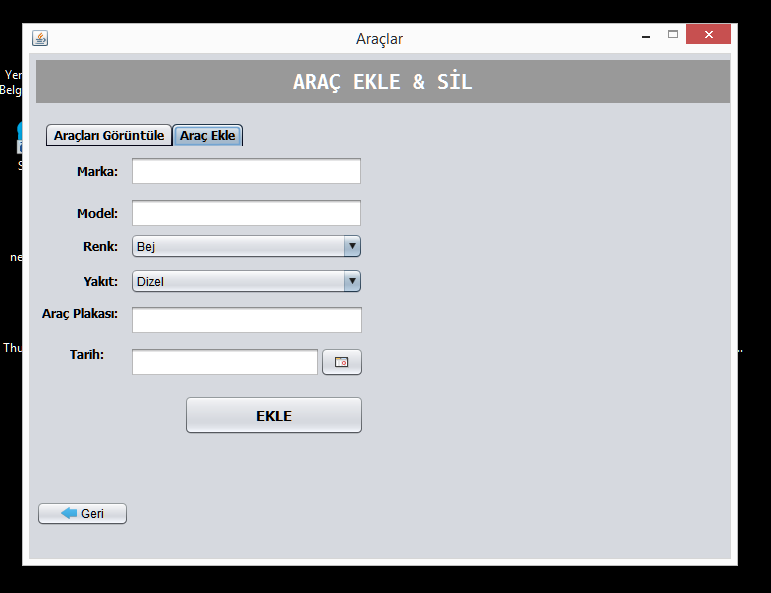 Araçlar
ARAÇ EKLE & SİL
Araçları Görüntüle Araç Ekle
Marka:
Model:
Renk: Bej
Yakıt: Dizel
Araç Plakası:
Tarih:
EKLE
Geri
Yer
Belg
S
ne
Thu
..